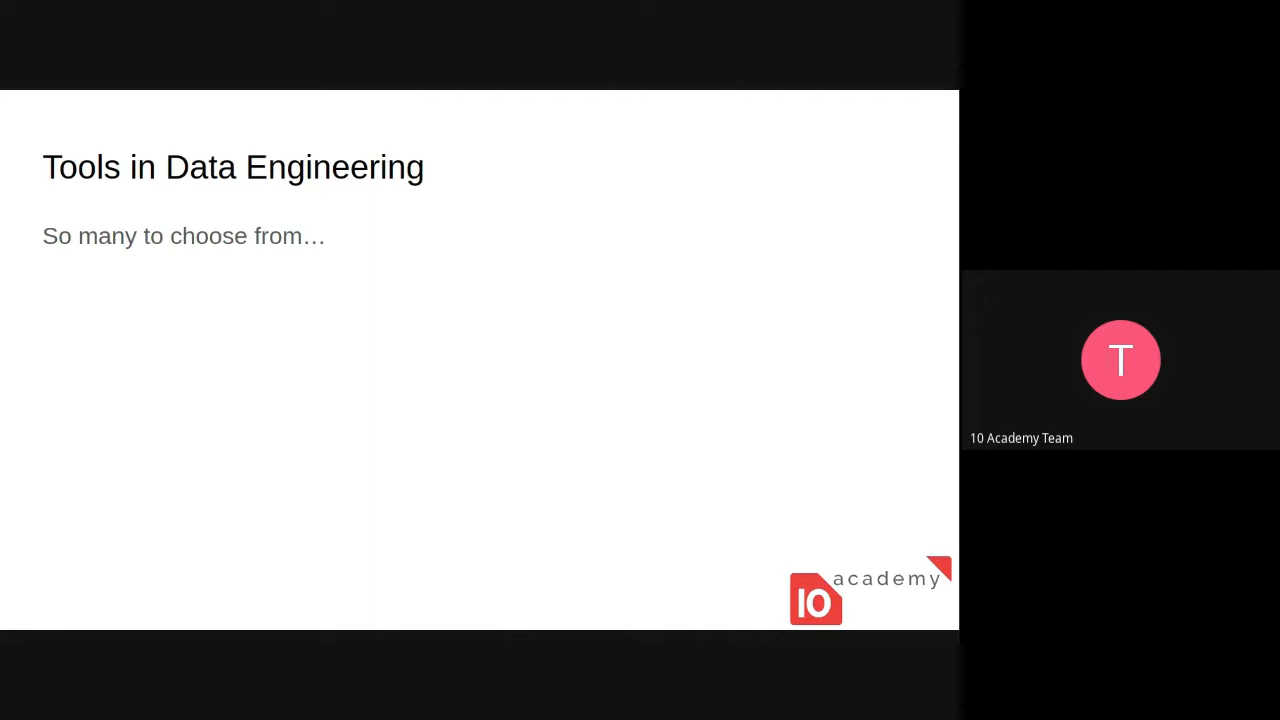 Tools in Data Engineering
So many to choose from…
T
10 Academy Team
academy
10